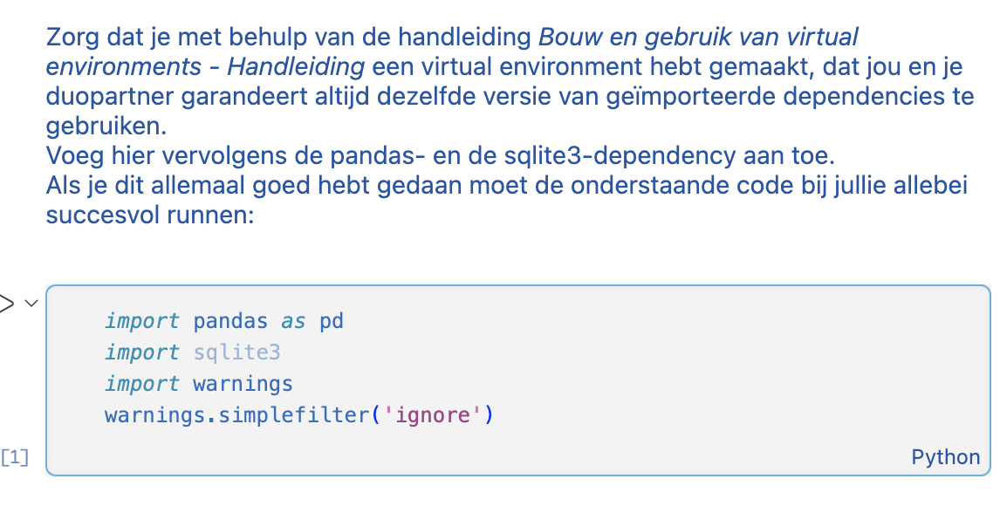 Zorg dat je met behulp van de handleiding Bouw en gebruik van virtual
environments - Handleiding een virtual environment hebt gemaakt, dat jou en je
duopartner garandeert altijd dezelfde versie van geïmporteerde dependencies te
gebruiken.
Voeg hier vervolgens de pandas- en de sqlite3-dependency aan toe.
Als je dit allemaal goed hebt gedaan moet de onderstaande code bij jullie allebei
succesvol runnen:
import pandas as pd
import sqlite3
import warnings
warnings.simplefilter('ignore')
[1]
Python